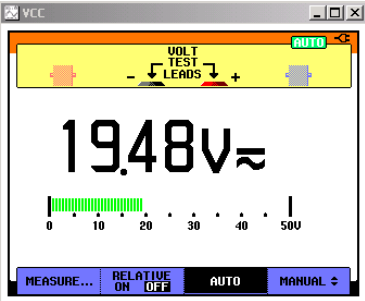 VCC
AUTO
VOLT
TEST
- LEADS +
19.48V≂
0 10 20 30 40 50V
MEASURE... RELATIVE ON OFF AUTO MANUAL